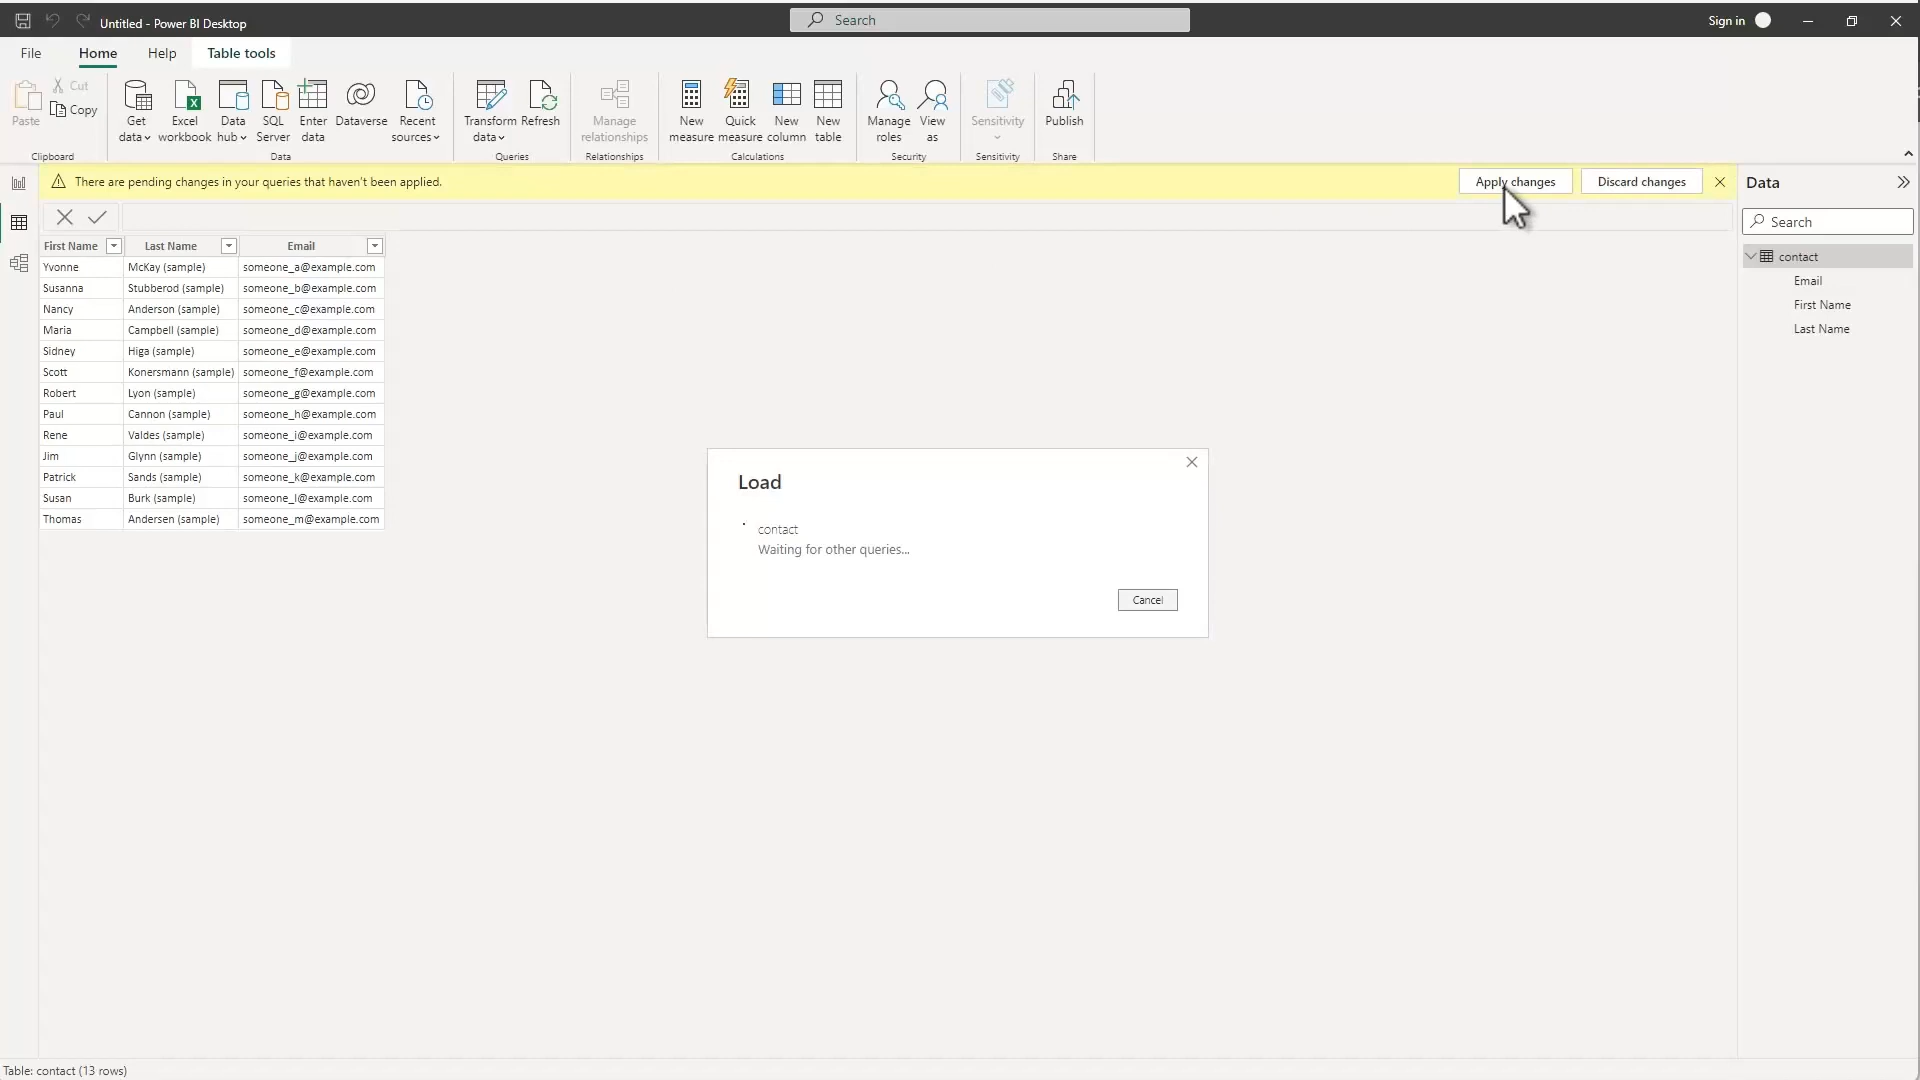 Untitled - Power BI Desktop
Search
Sign in
File Home Help Table tools
Paste
Cut
Copy
Clipboard
Get data
Excel workbook
Data hub
SQL Server
Enter data
Dataverse
Recent sources
Data
Transform data
Refresh
Queries
Manage relationships
Relationships
New measure
Quick measure
New column
New table
Calculations
Manage roles
View as
Security
Sensitivity
Sensitivity
Publish
Share
There are pending changes in your queries that haven't been applied.
Apply changes
Discard changes
First Name Last Name Email
Yvonne McKay (sample) someone_a@example.com
Susanna Stubberod (sample) someone_b@example.com
Nancy Anderson (sample) someone_c@example.com
Maria Campbell (sample) someone_d@example.com
Sidney Higa (sample) someone_e@example.com
Scott Konersmann (sample) someone_f@example.com
Robert Lyon (sample) someone_g@example.com
Paul Cannon (sample) someone_h@example.com
Rene Valdes (sample) someone_i@example.com
Jim Glynn (sample) someone_j@example.com
Patrick Sands (sample) someone_k@example.com
Susan Burk (sample) someone_l@example.com
Thomas Andersen (sample) someone_m@example.com
Load
contact
Waiting for other queries...
Cancel
Data
Search
contact
Email
First Name
Last Name
Table: contact (13 rows)